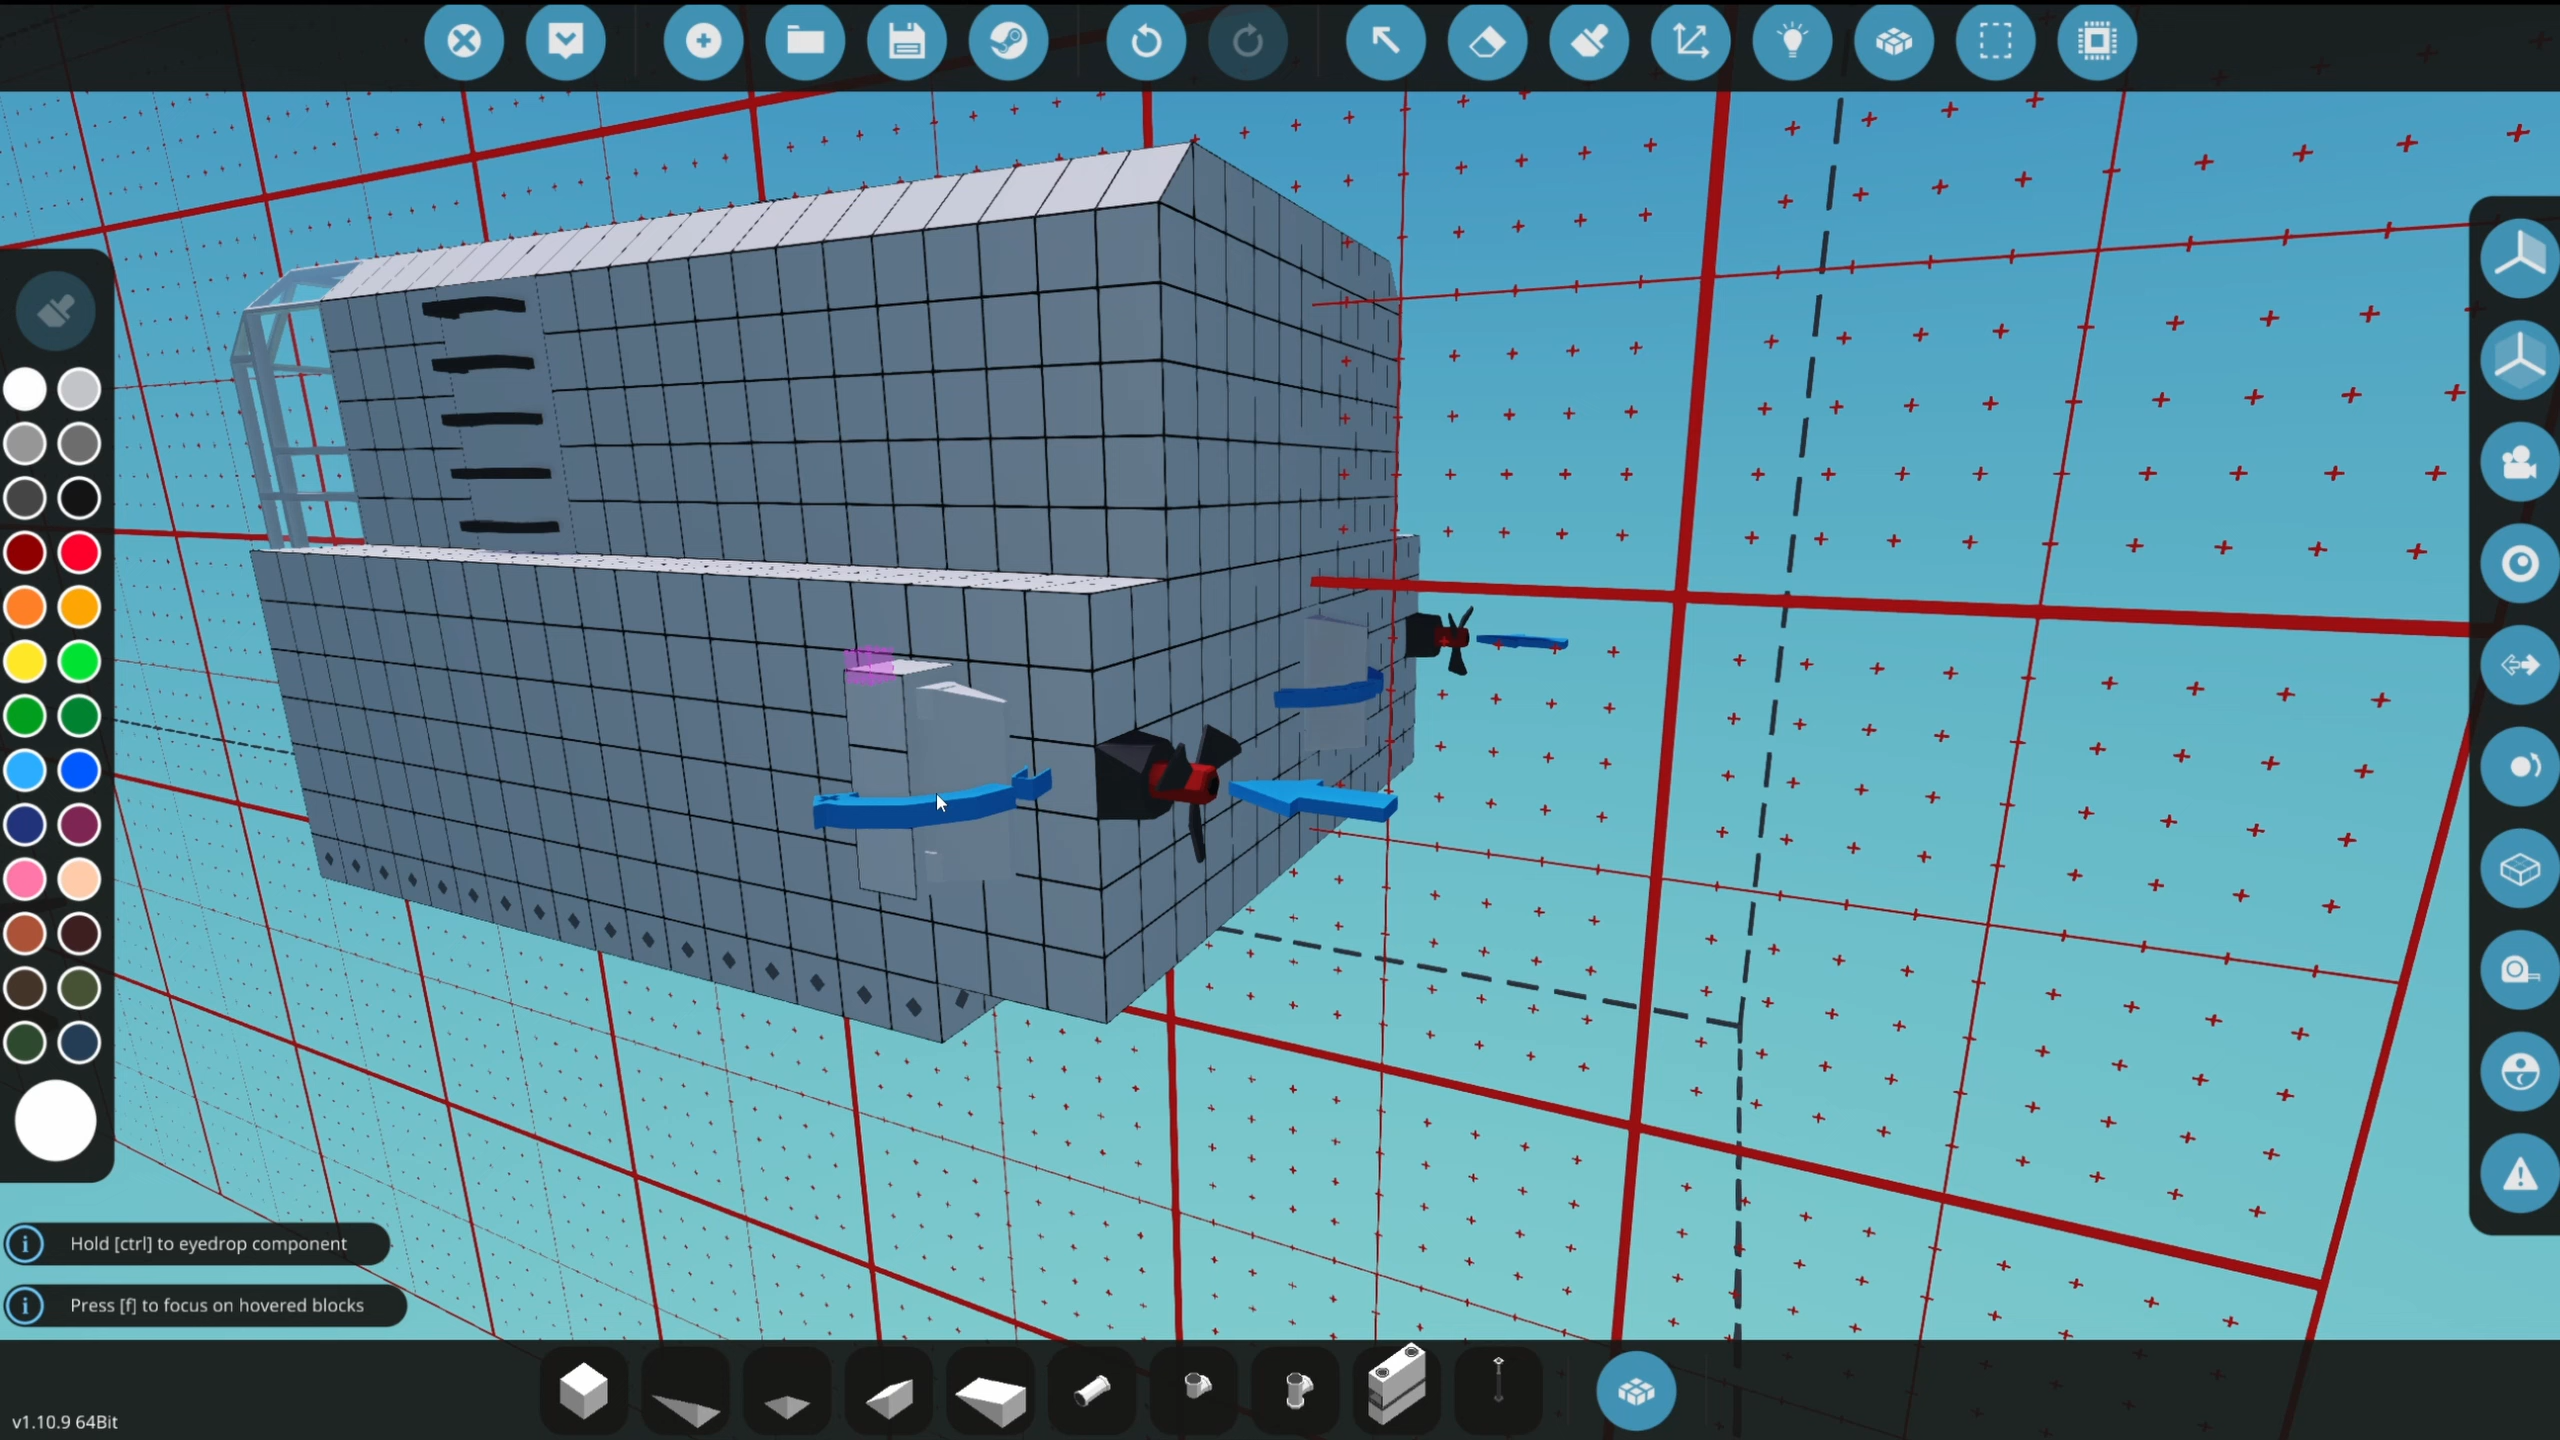 Hold [ctrl] to eyedrop component
Press [f] to focus on hovered blocks
v1.10.9 64Bit